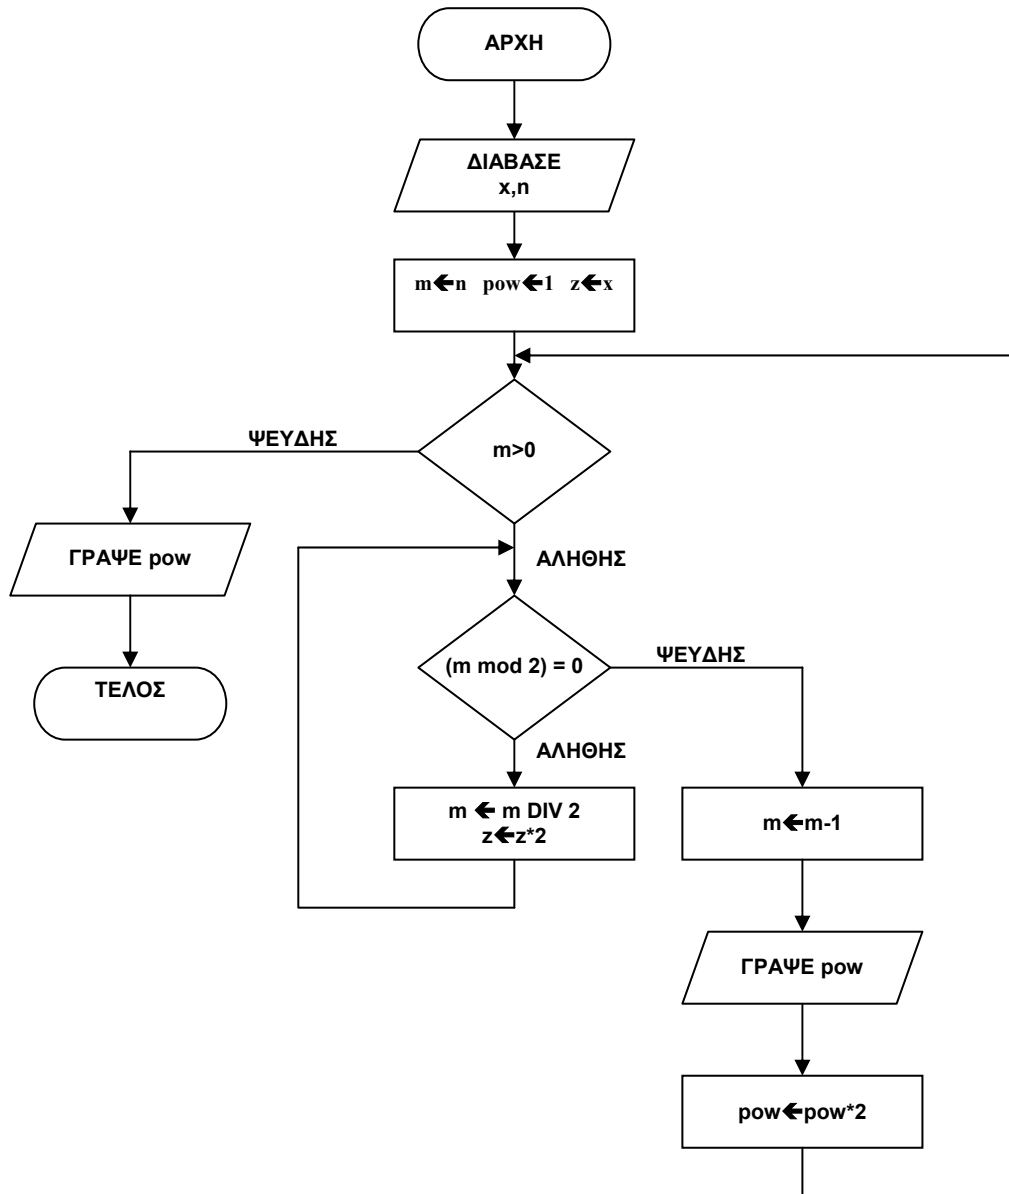 ΑΡΧΗ
ΔΙΑΒΑΣΕ
x,n
m🡸n pow🡸1 z🡸x
m>0
ΨΕΥΔΗΣ
ΓΡΑΨΕ pow
ΤΕΛΟΣ
ΑΛΗΘΗΣ
(m mod 2) = 0
ΨΕΥΔΗΣ
ΑΛΗΘΗΣ
m 🡸 m DIV 2
z🡸z*2
m🡸m-1
ΓΡΑΨΕ pow
pow🡸pow*2